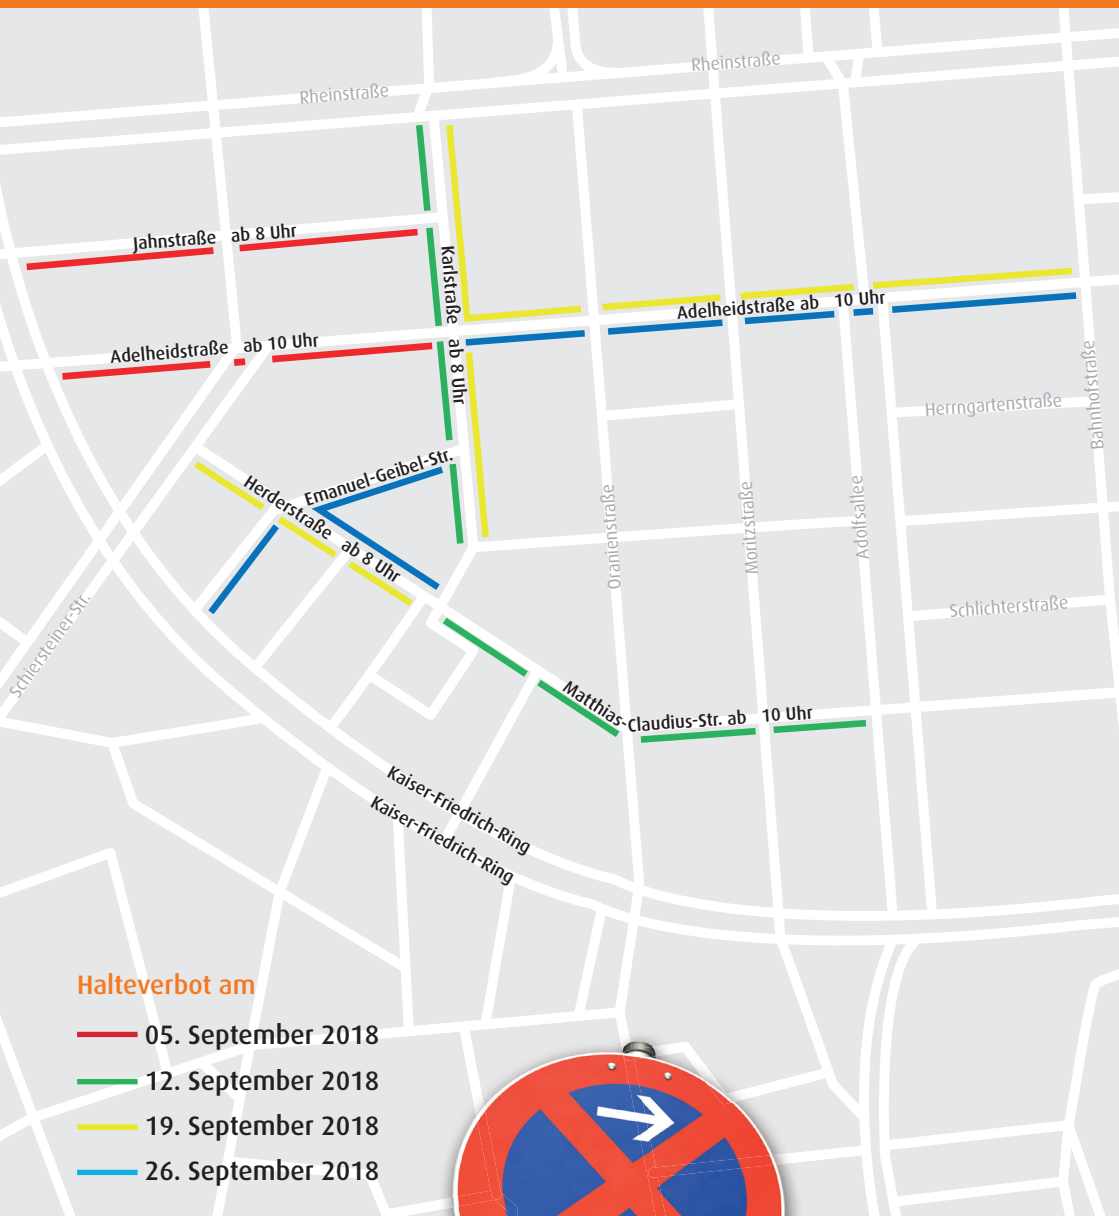 Rheinstraße
Rheinstraße
Jahnstraße ab 8 Uhr
Karlstraße ab 8 Uhr
Adelheidstraße ab 10 Uhr
Adelheidstraße ab 10 Uhr
Bahnhofstraße
Herrngartenstraße
Emanuel-Geibel-Str.
Herderstraße ab 8 Uhr
Oranienstraße
Moritzstraße
Adolfsallee
Schiersteiner-Str.
Schlichterstraße
Matthias-Claudius-Str. ab 10 Uhr
Kaiser-Friedrich-Ring
Kaiser-Friedrich-Ring
Halteverbot am
05. September 2018
12. September 2018
19. September 2018
26. September 2018